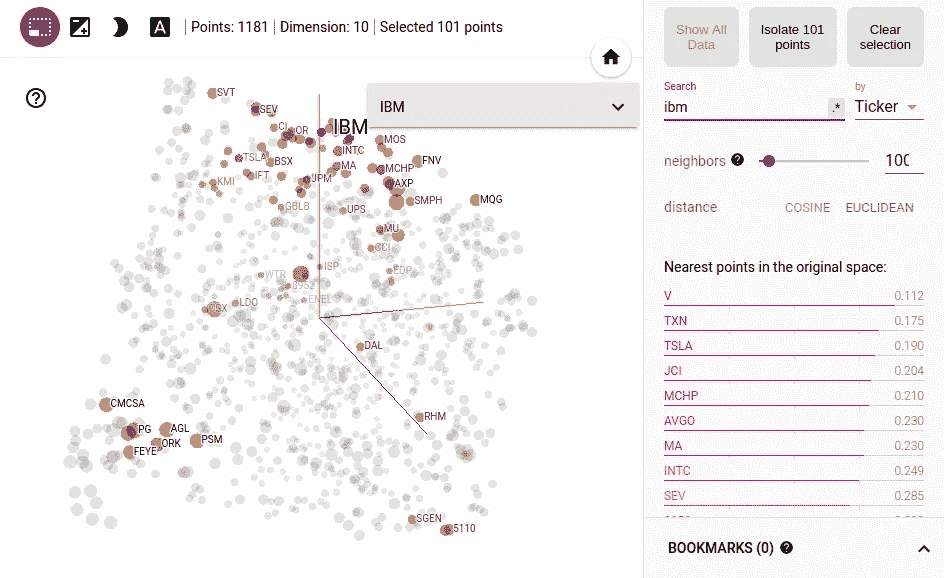 A
Points: 1181 | Dimension: 10 | Selected 101 points
IBM
SVT
SEV
CL
OR
IBM
MOS
INTC
TSLA
BSX
MA
MCHP
FNV
KMI
IFT
JPM
AXP
GBLB
UPS
SMPH
MQG
MU
CCI
WTR
ISP
EDP
8952
ENEL
CSX
LDO
DAL
CMCSA
RHM
PG
AGL
ORK
PSM
FEYE
SGEN
5110
Show All Data
Isolate 101 points
Clear selection
Search
by
ibm
.*
Ticker
neighbors
100
distance
COSINE
EUCLIDEAN
Nearest points in the original space:
V 0.112
TXN 0.175
TSLA 0.190
JCI 0.204
MCHP 0.210
AVGO 0.230
MA 0.230
INTC 0.249
SEV 0.285
BOOKMARKS (0)